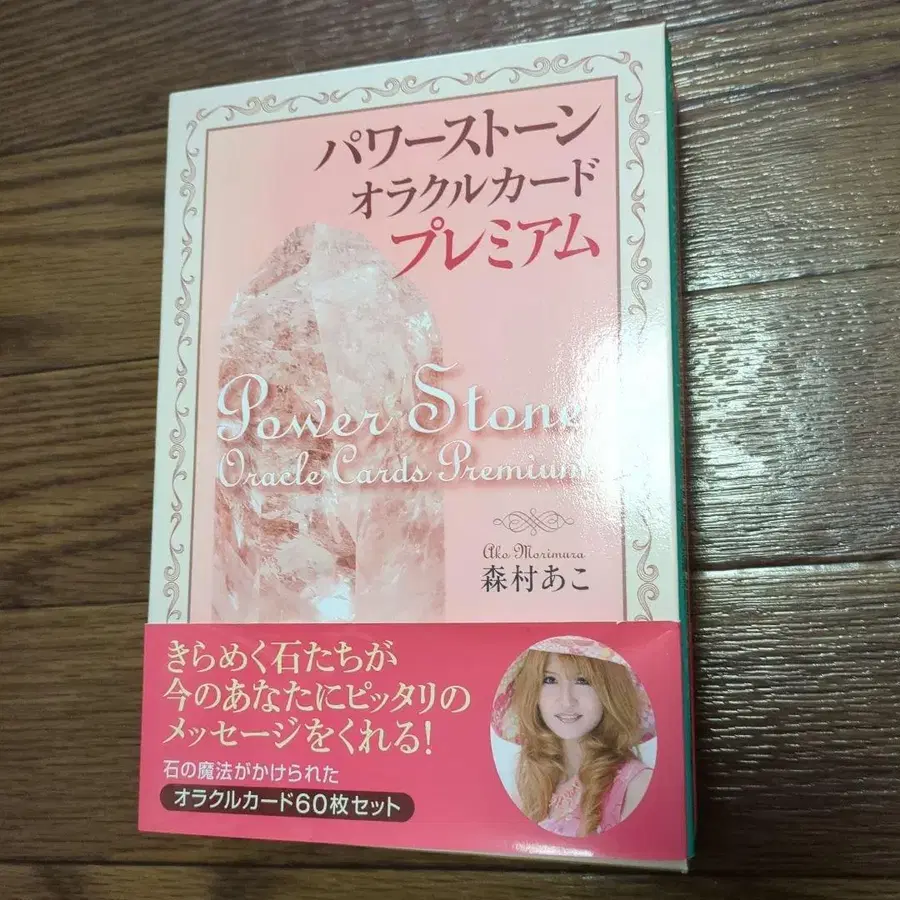 パワーストーン
オラクルカード
プレミアム
Power Stone
Oracle Cards Premium
Ako Morimura
森村あこ
きらめく石たちが
今のあなたにピッタリの
メッセージをくれる!
石の魔法がかけられた
オラクルカード60枚セット